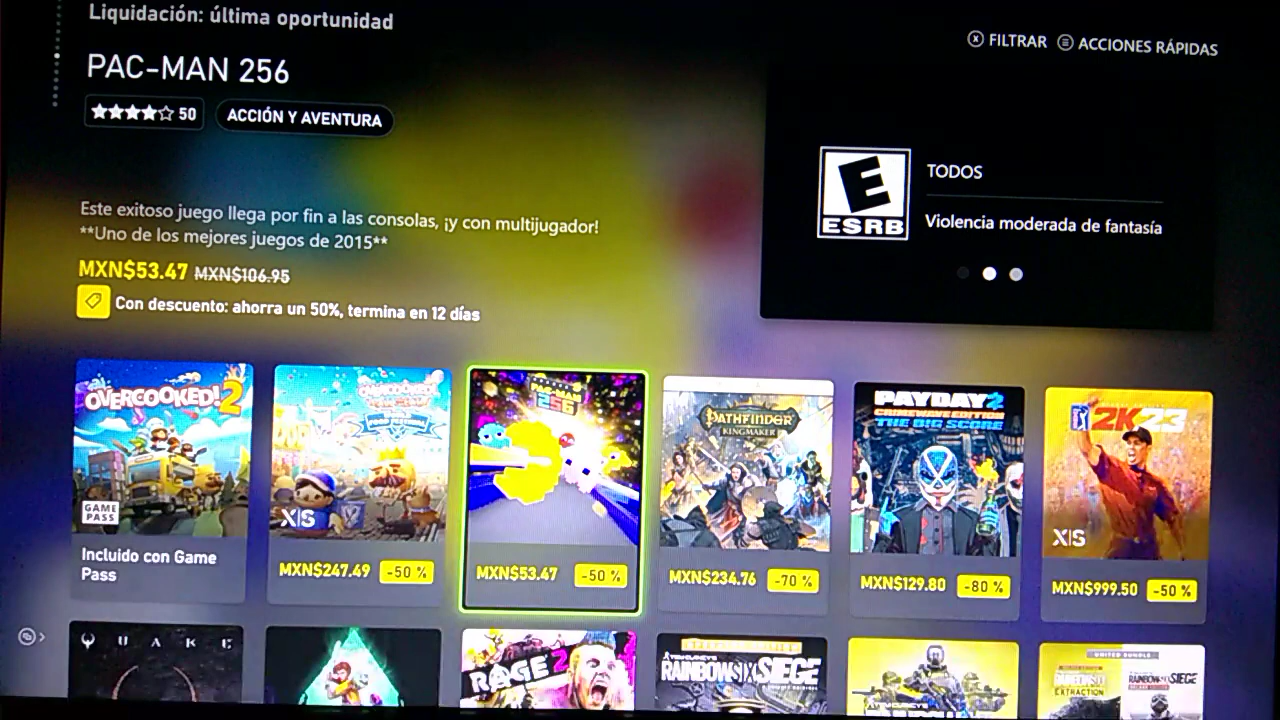 Liquidación: última oportunidad
FILTRAR
ACCIONES RÁPIDAS
PAC-MAN 256
50
ACCIÓN Y AVENTURA
E
ESRB
TODOS
Violencia moderada de fantasía
Este exitoso juego llega por fin a las consolas, ¡y con multijugador!
**Uno de los mejores juegos de 2015**
MXN$53.47 MXN$106.95
Con descuento: ahorra un 50%, termina en 12 días
OVERCOOKED! 2
GAME
PASS
Incluido con Game
Pass
X|S
MXN$247.49 -50 %
PAC-MAN
256
MXN$53.47 -50 %
PATHFINDER
KINGMAKER
MXN$234.76 -70 %
PAYDAY 2
CRIMEWAVE EDITION
THE BIG SCORE
MXN$129.80 -80 %
PGA TOUR
2K23
X|S
MXN$999.50 -50 %
QUAKE
RAGE 2
RAINBOW SIX SIEGE
UNITED BUNDLE
EXTRACTION
RAINBOW SIX SIEGE